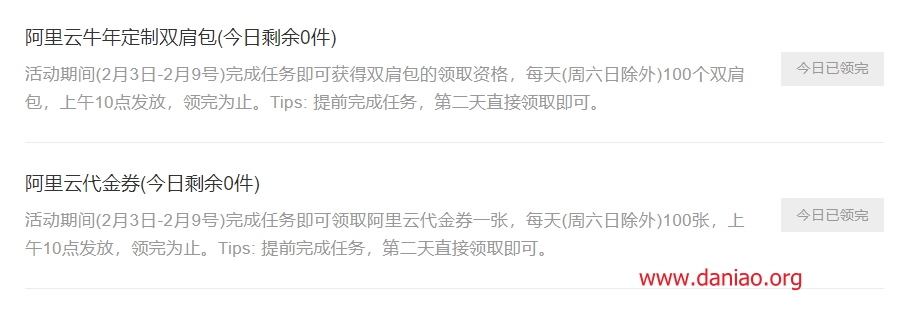 阿里云牛年定制双肩包(今日剩余0件)
活动期间(2月3日-2月9号)完成任务即可获得双肩包的领取资格，每天(周六日除外)100个双肩
包，上午10点发放，领完为止。Tips: 提前完成任务，第二天直接领取即可。
今日已领完
阿里云代金券(今日剩余0件)
活动期间(2月3日-2月9号)完成任务即可领取阿里云代金券一张，每天(周六日除外)100张，上
午10点发放，领完为止。Tips: 提前完成任务，第二天直接领取即可。
今日已领完
www.daniao.org